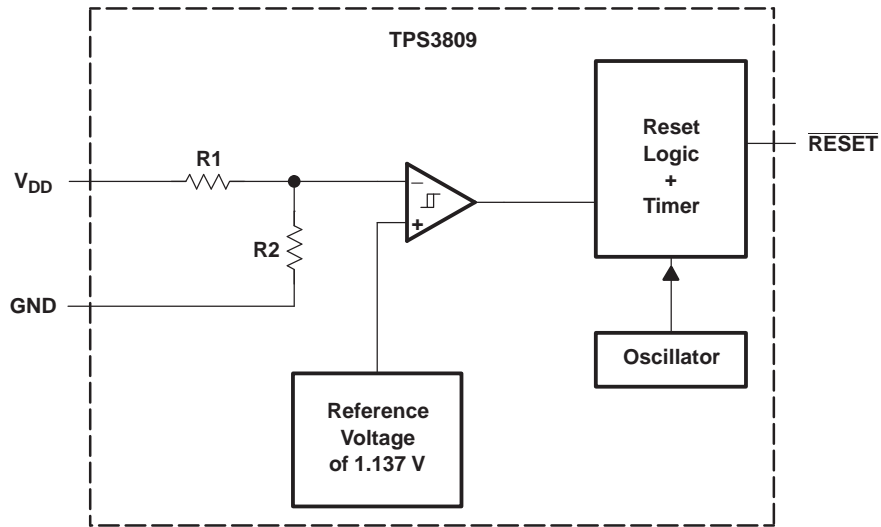 TPS3809
Reset
Logic
+
Timer
RESET
R1
VDD
−
+
R2
GND
Oscillator
Reference
Voltage
of 1.137 V